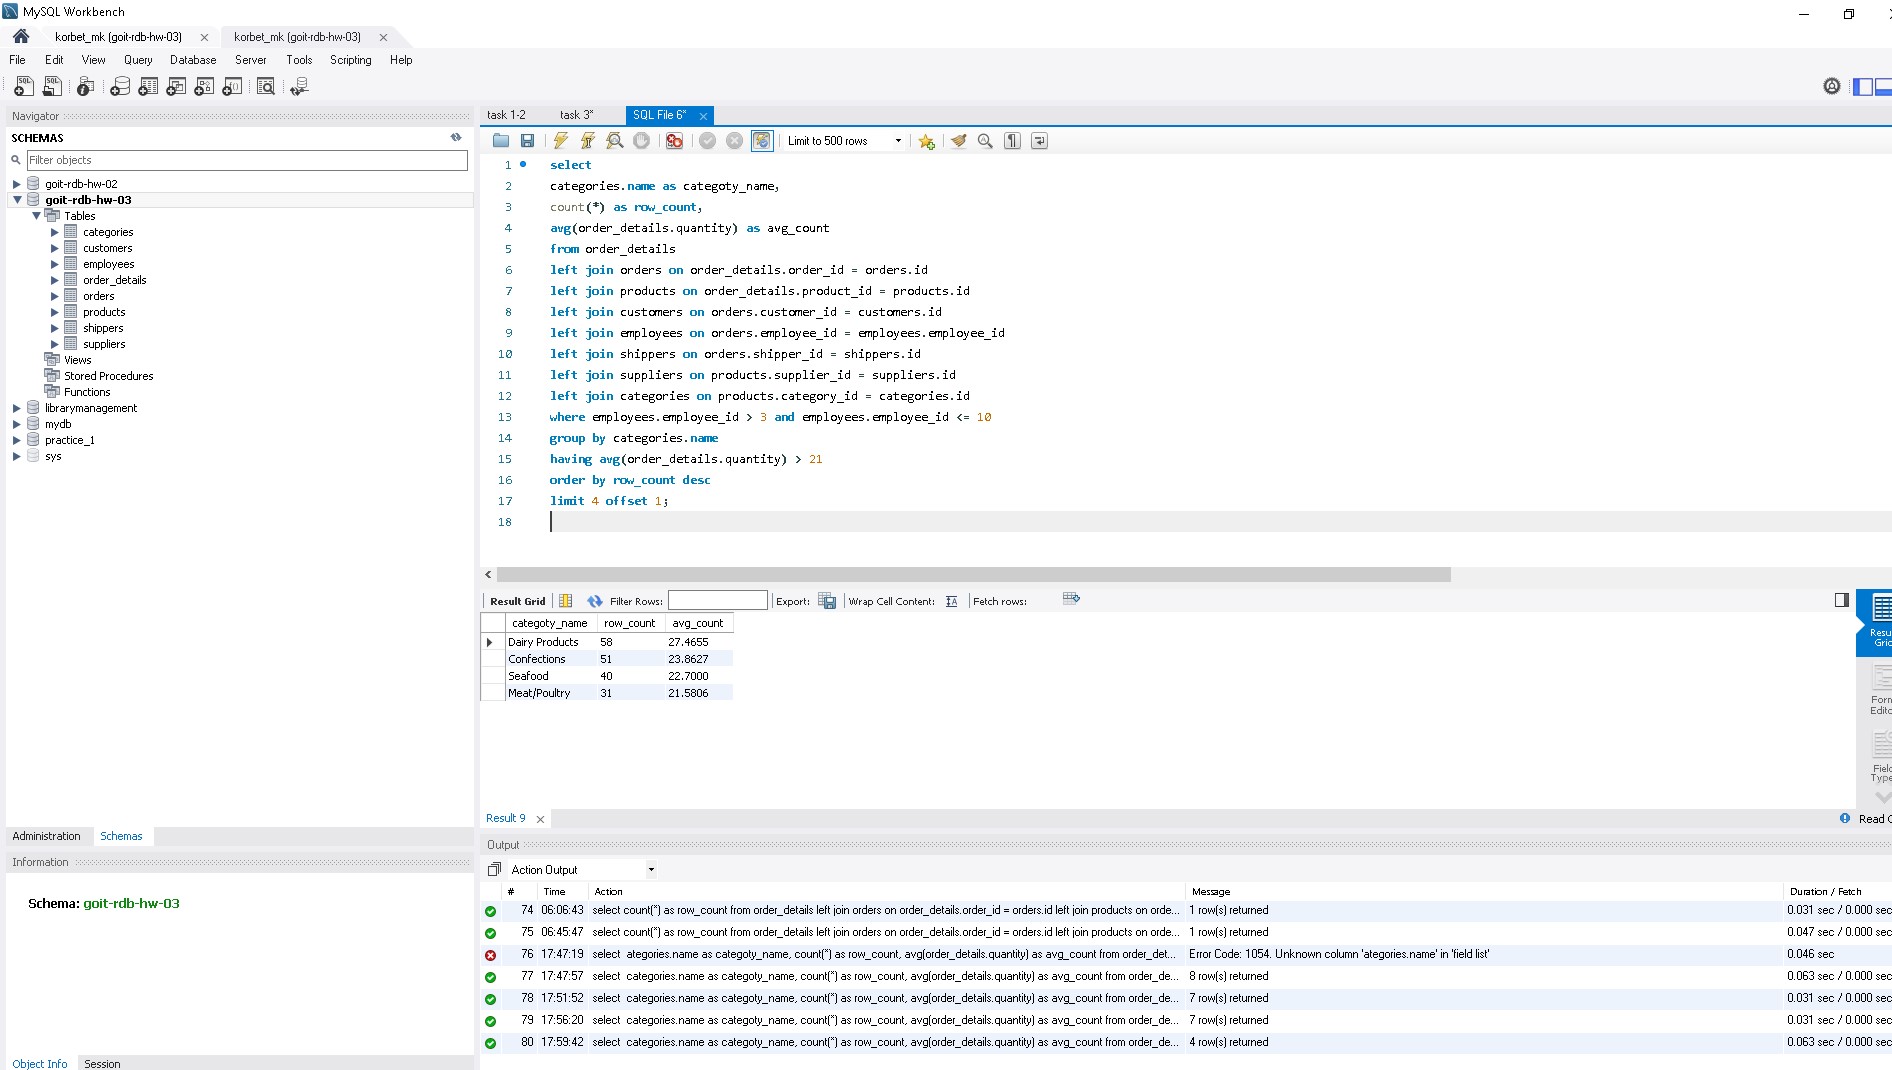 MySQL Workbench
korbet_mk (goit-rdb-hw-03)
korbet_mk (goit-rdb-hw-03)
File Edit View Query Database Server Tools Scripting Help
Navigator
SCHEMAS
Filter objects
goit-rdb-hw-02
goit-rdb-hw-03
Tables
categories
customers
employees
order_details
orders
products
shippers
suppliers
Views
Stored Procedures
Functions
librarymanagement
mydb
practice_1
sys
Administration Schemas
Information
Schema: goit-rdb-hw-03
Object Info Session
task 1-2 task 3* SQL File 6*
Limit to 500 rows
1 select
2 categories.name as categoty_name,
3 count(*) as row_count,
4 avg(order_details.quantity) as avg_count
5 from order_details
6 left join orders on order_details.order_id = orders.id
7 left join products on order_details.product_id = products.id
8 left join customers on orders.customer_id = customers.id
9 left join employees on orders.employee_id = employees.employee_id
10 left join shippers on orders.shipper_id = shippers.id
11 left join suppliers on products.supplier_id = suppliers.id
12 left join categories on products.category_id = categories.id
13 where employees.employee_id > 3 and employees.employee_id <= 10
14 group by categories.name
15 having avg(order_details.quantity) > 21
16 order by row_count desc
17 limit 4 offset 1;
18
Result Grid Filter Rows: Export: Wrap Cell Content: Fetch rows:
categoty_name row_count avg_count
Dairy Products 58 27.4655
Confections 51 23.8627
Seafood 40 22.7000
Meat/Poultry 31 21.5806
Resu
Gric
Forn
Edito
Field
Type
Result 9
Read C
Output
Action Output
# Time Action Message Duration / Fetch
74 06:06:43 select count(*) as row_count from order_details left join orders on order_details.order_id = orders.id left join products on orde... 1 row(s) returned 0.031 sec / 0.000 sec
75 06:45:47 select count(*) as row_count from order_details left join orders on order_details.order_id = orders.id left join products on orde... 1 row(s) returned 0.047 sec / 0.000 sec
76 17:47:19 select ategories.name as categoty_name, count(*) as row_count, avg(order_details.quantity) as avg_count from order_det... Error Code: 1054. Unknown column 'ategories.name' in 'field list' 0.046 sec
77 17:47:57 select categories.name as categoty_name, count(*) as row_count, avg(order_details.quantity) as avg_count from order_de... 8 row(s) returned 0.063 sec / 0.000 sec
78 17:51:52 select categories.name as categoty_name, count(*) as row_count, avg(order_details.quantity) as avg_count from order_de... 7 row(s) returned 0.031 sec / 0.000 sec
79 17:56:20 select categories.name as categoty_name, count(*) as row_count, avg(order_details.quantity) as avg_count from order_de... 7 row(s) returned 0.031 sec / 0.000 sec
80 17:59:42 select categories.name as categoty_name, count(*) as row_count, avg(order_details.quantity) as avg_count from order_de... 4 row(s) returned 0.063 sec / 0.000 sec